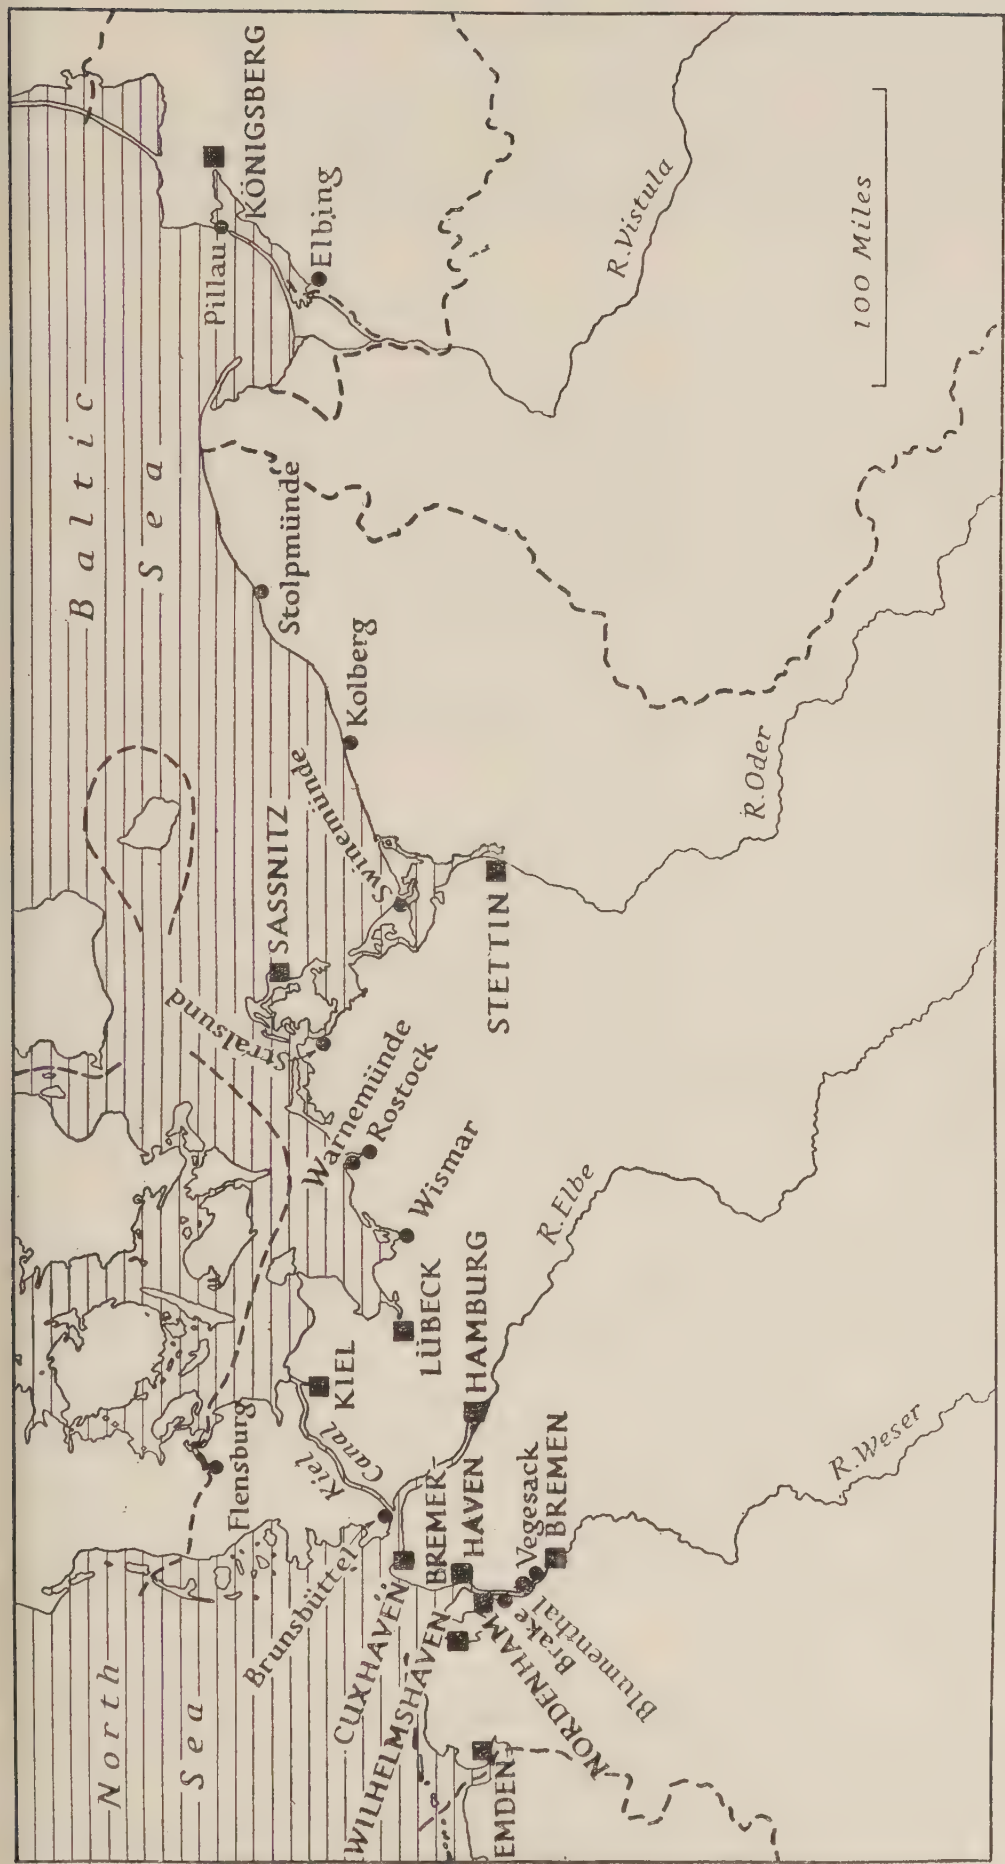 North
Sea
Baltic
Sea
Flensburg
Brunsbüttel
Kiel
Canal
KIEL
CUXHAVEN
BREMER
HAVEN
WILHELMSHAVEN
EMDEN
NORDENHAM
Brake
Blumenthal
Vegesack
BREMEN
HAMBURG
LÜBECK
Wismar
Warnemünde
Rostock
Stralsund
SASSNITZ
Swinemünde
STETTIN
Kolberg
Stolpmünde
Pillau
KÖNIGSBERG
Elbing
R.Weser
R.Elbe
R.Oder
R.Vistula
100 Miles